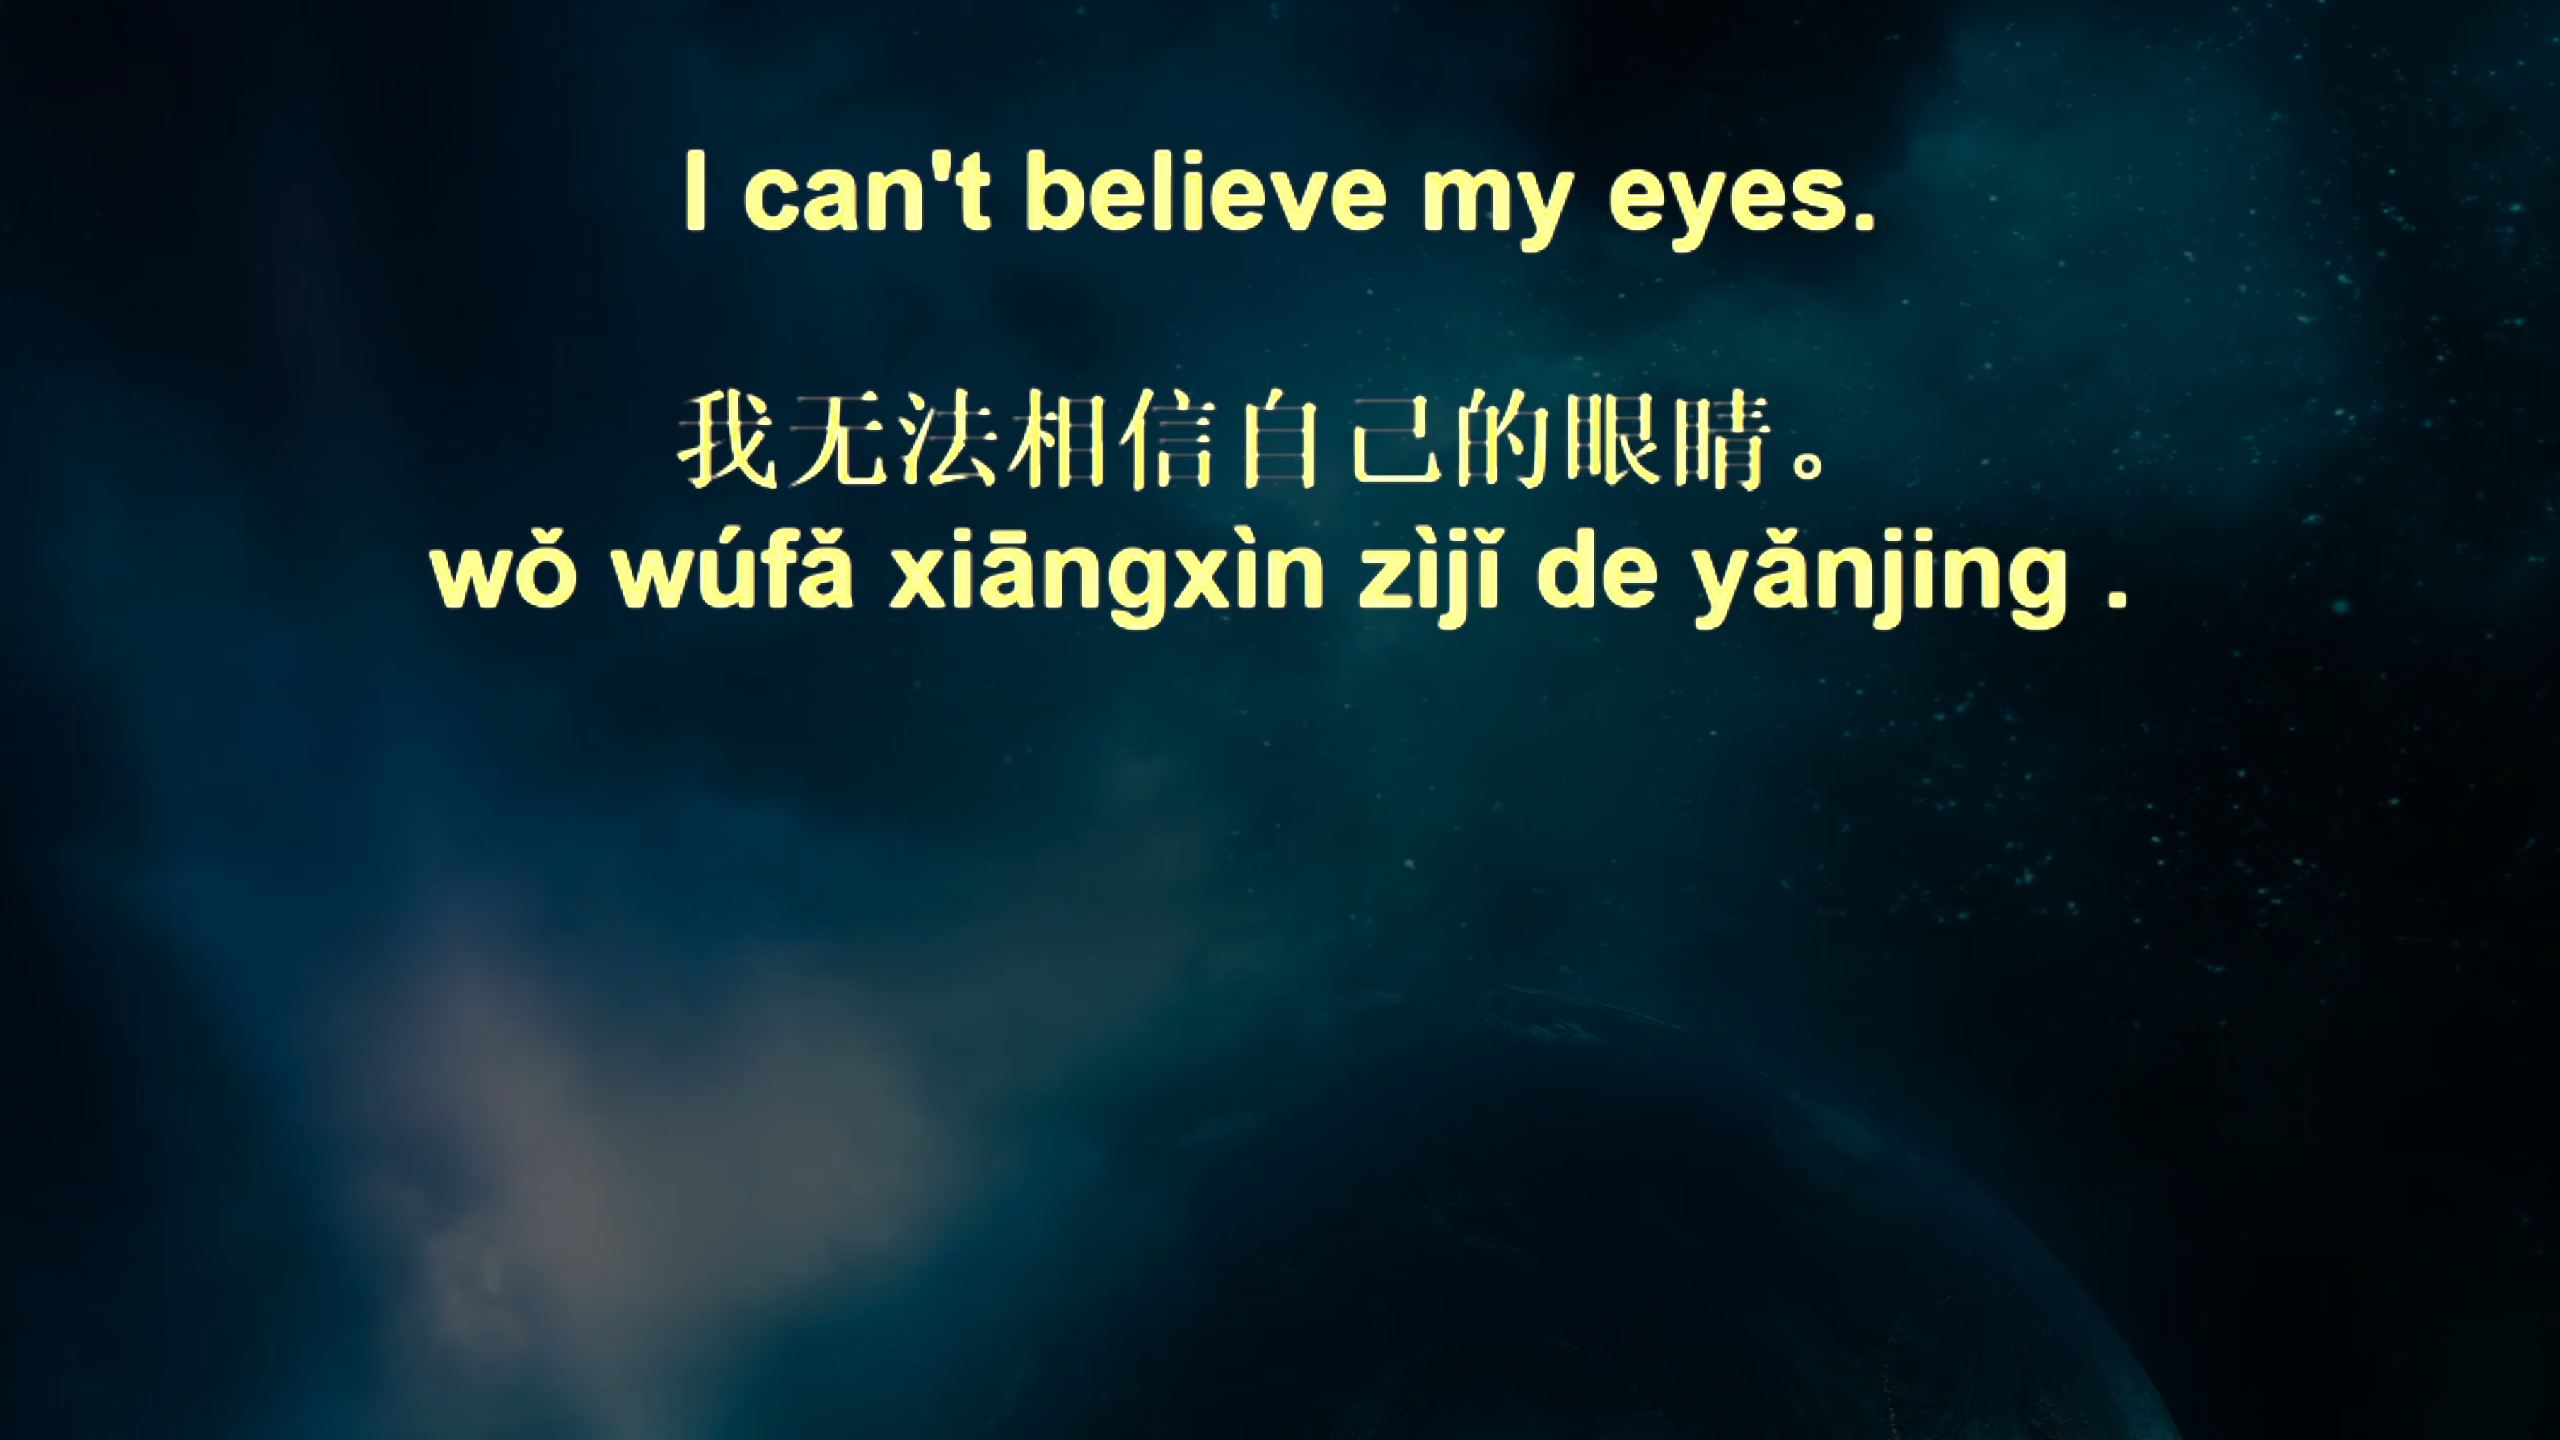 I can't believe my eyes.
我无法相信自己的眼睛。
wǒ wúfǎ xiāngxìn zìjǐ de yǎnjing .